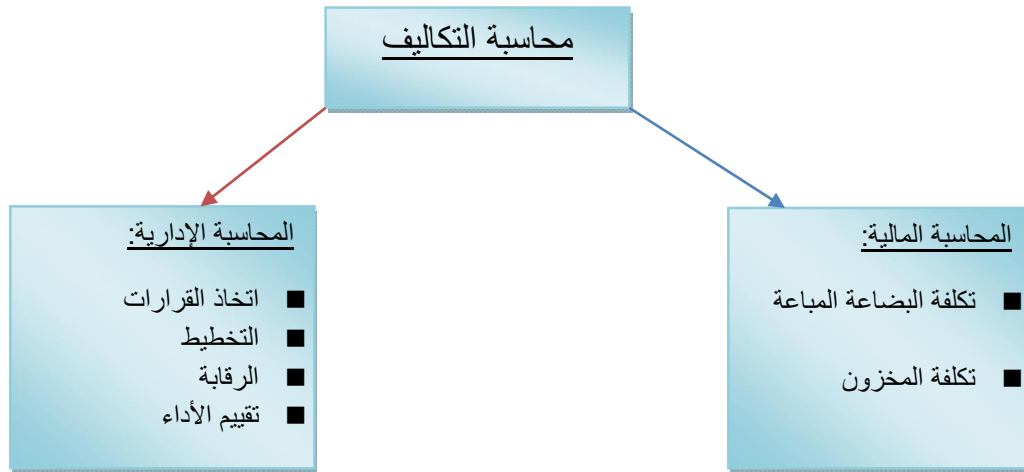 محاسبة التكاليف
المحاسبة المالية:
■ تكلفة البضاعة المباعة
■ تكلفة المخزون
المحاسبة الإدارية:
■ اتخاذ القرارات
■ التخطيط
■ الرقابة
■ تقييم الأداء